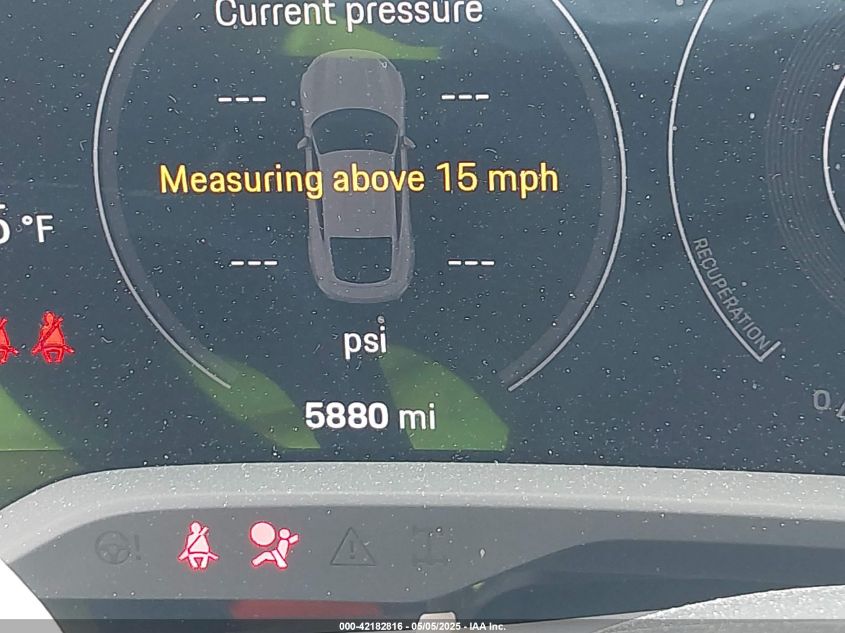 Current pressure
--- ---
Measuring above 15 mph
°F
--- ---
psi
RECUPERATION
5880 mi
000-42182816 - 05/05/2025 - IAA Inc.